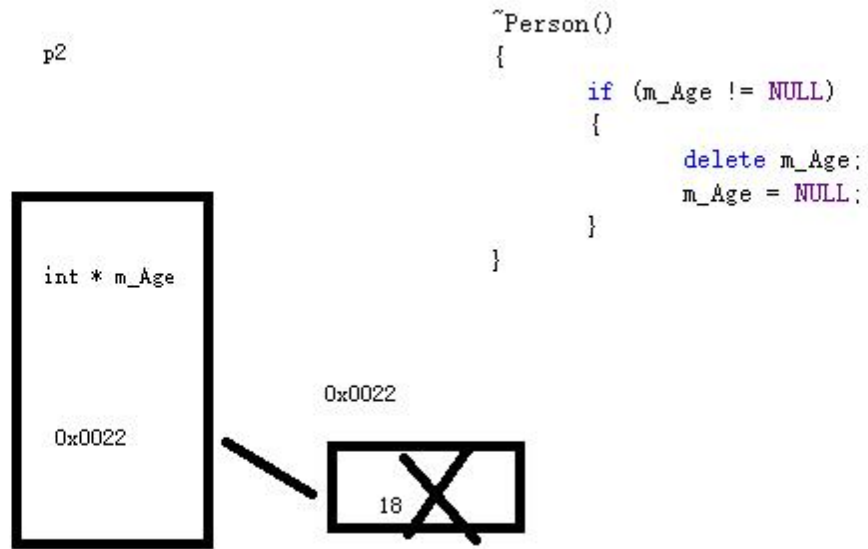 p2
~Person()
{
if (m_Age != NULL)
{
delete m_Age;
m_Age = NULL;
}
}
int * m_Age
0x0022
0x0022
18